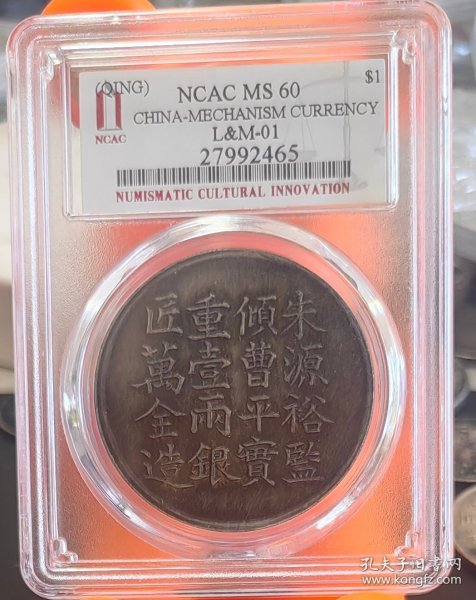 (QING)
NCAC
NCAC MS 60
$1
CHINA-MECHANISM CURRENCY
L&M-01
27992465
NUMISMATIC CULTURAL INNOVATION
朱源裕監
傾曹平實
重壹兩銀
匠萬全造
孔夫子旧书网
www.kongfz.com